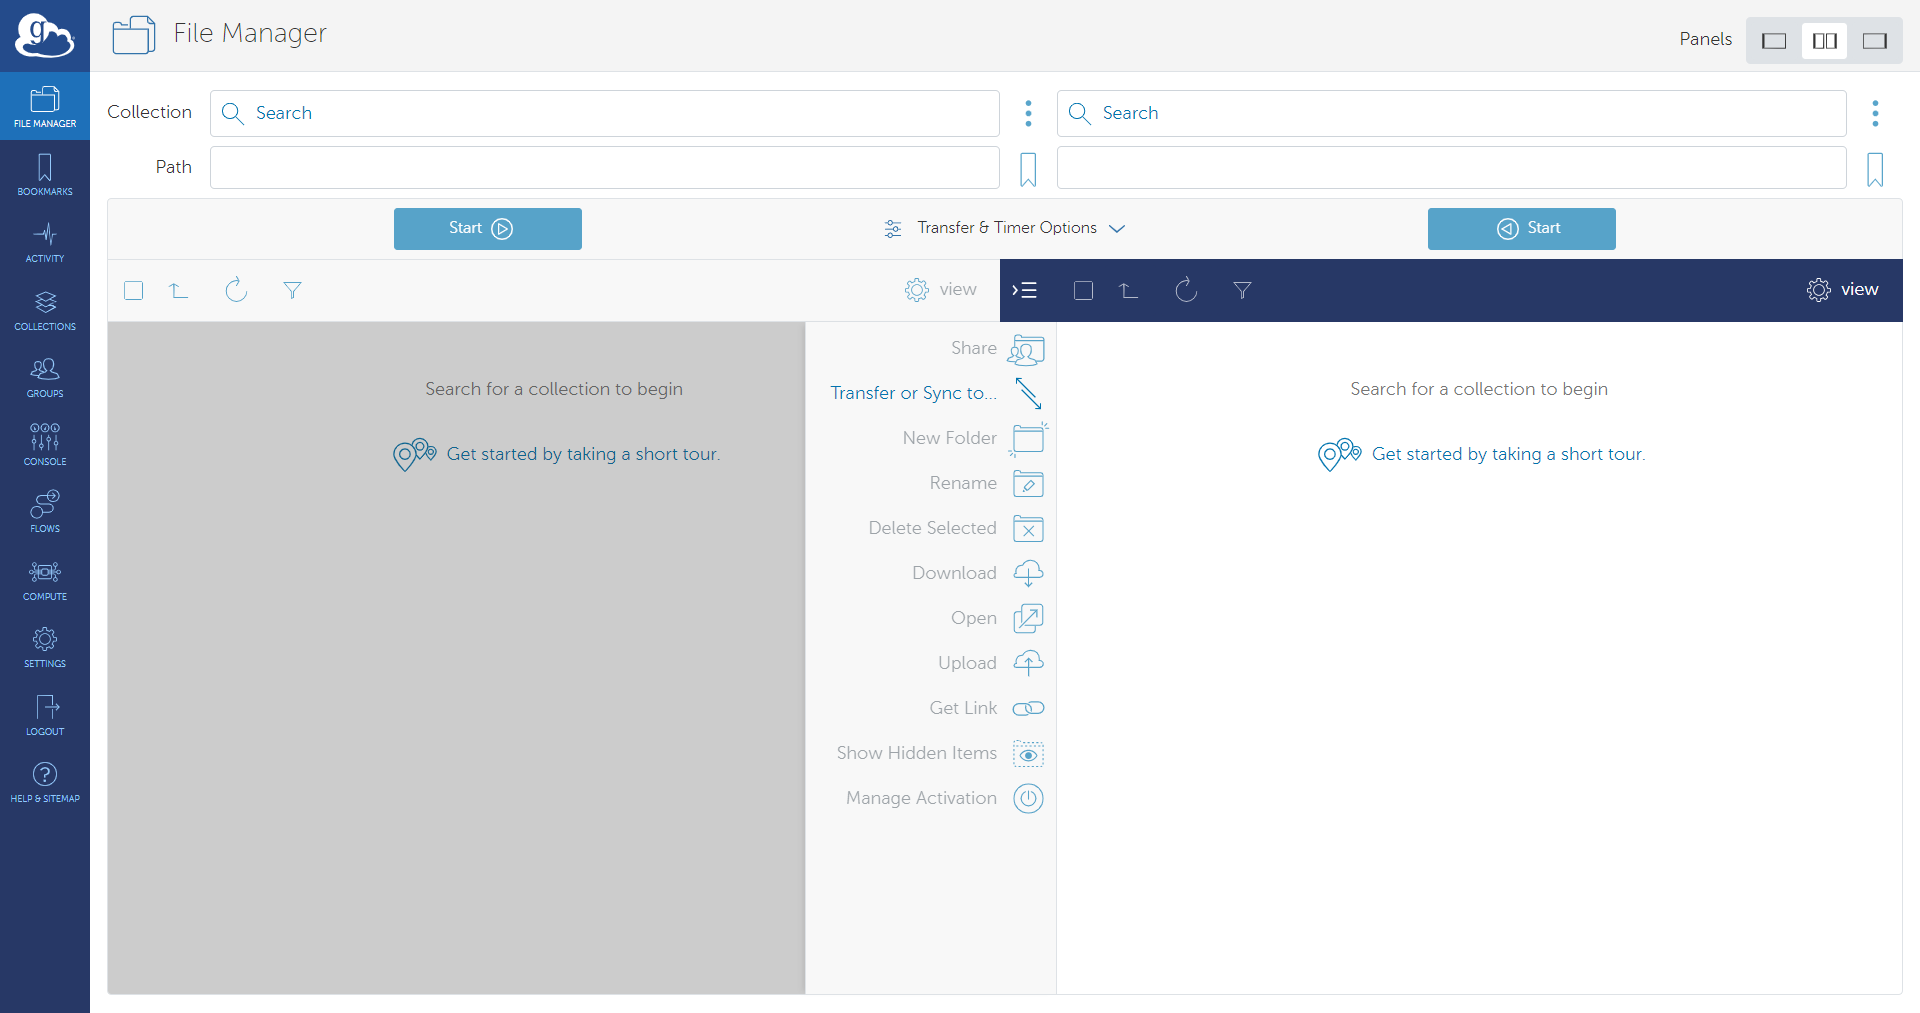 g
File Manager
Panels
FILE MANAGER
BOOKMARKS
ACTIVITY
COLLECTIONS
GROUPS
CONSOLE
FLOWS
COMPUTE
SETTINGS
LOGOUT
HELP & SITEMAP
Collection
Search
Search
Path
Start
Transfer & Timer Options
Start
view
view
Search for a collection to begin
Get started by taking a short tour.
Share
Transfer or Sync to...
New Folder
Rename
Delete Selected
Download
Open
Upload
Get Link
Show Hidden Items
Manage Activation
Search for a collection to begin
Get started by taking a short tour.